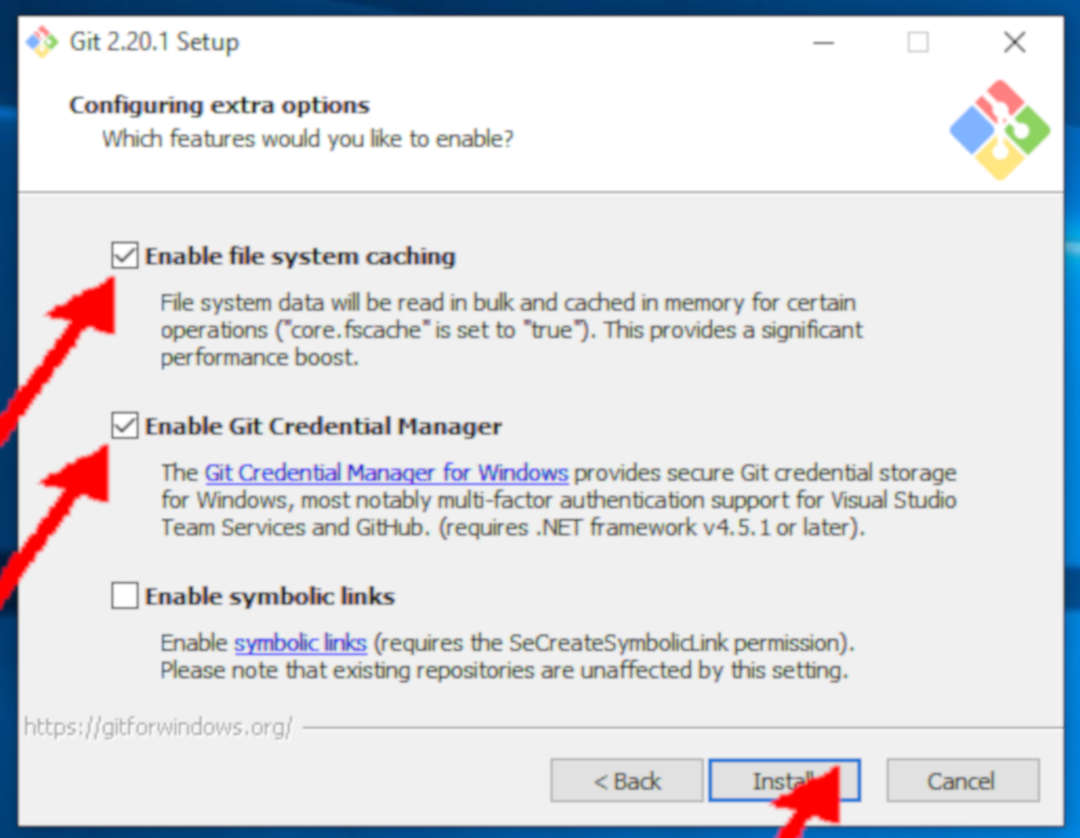 Git 2.20.1 Setup
Configuring extra options
Which features would you like to enable?
Enable file system caching
File system data will be read in bulk and cached in memory for certain
operations ("core.fscache" is set to "true"). This provides a significant
performance boost.
Enable Git Credential Manager
The Git Credential Manager for Windows provides secure Git credential storage
for Windows, most notably multi-factor authentication support for Visual Studio
Team Services and GitHub. (requires .NET framework v4.5.1 or later).
Enable symbolic links
Enable symbolic links (requires the SeCreateSymbolicLink permission).
Please note that existing repositories are unaffected by this setting.
https://gitforwindows.org/
< Back
Install
Cancel